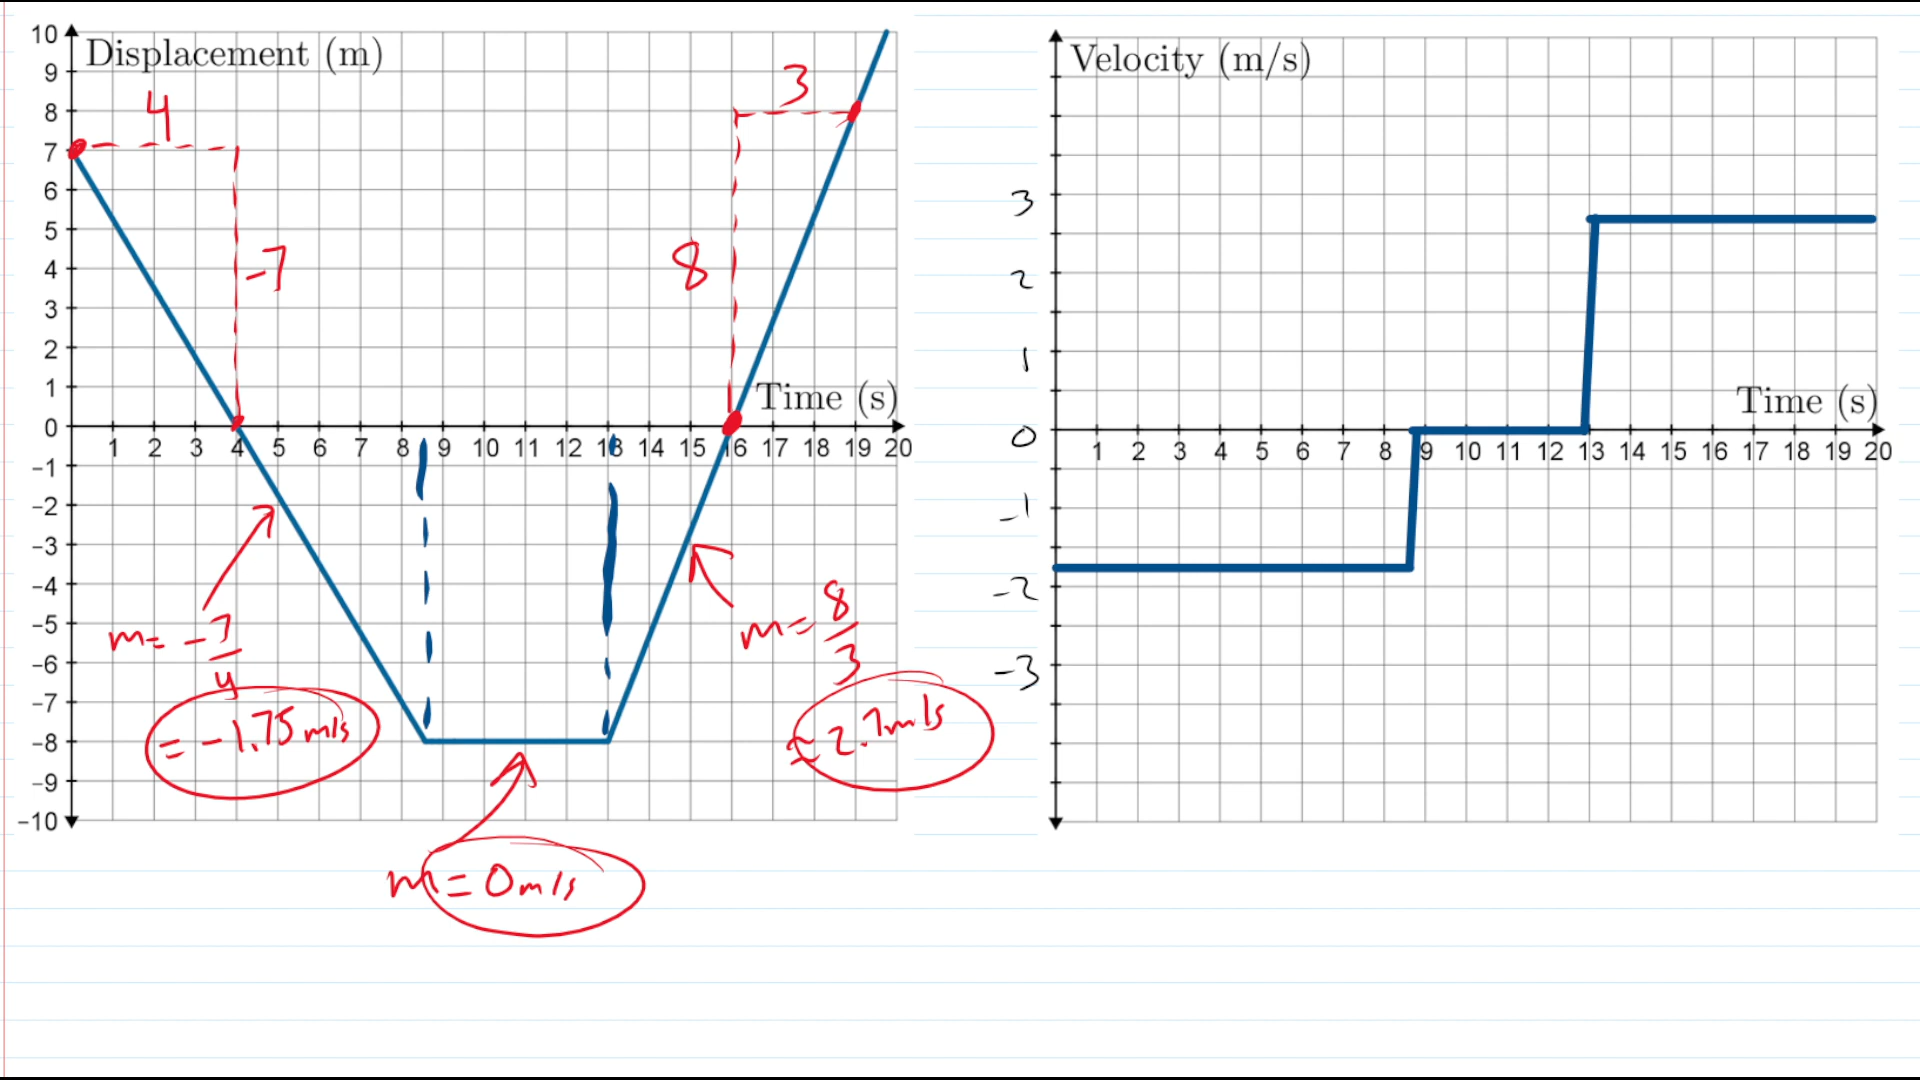 Displacement (m)
10
9
8
7
6
5
4
3
2
1
0
-1
-2
-3
-4
-5
-6
-7
-8
-9
-10
1 2 3 4 5 6 7 8 9 10 11 12 13 14 15 16 17 18 19 20
Time (s)
4
-7
3
8
m= -7/4
= -1.75 m/s
m = 0 m/s
m = 8/3
≈ 2.7 m/s
Velocity (m/s)
3
2
1
0
-1
-2
-3
1 2 3 4 5 6 7 8 9 10 11 12 13 14 15 16 17 18 19 20
Time (s)